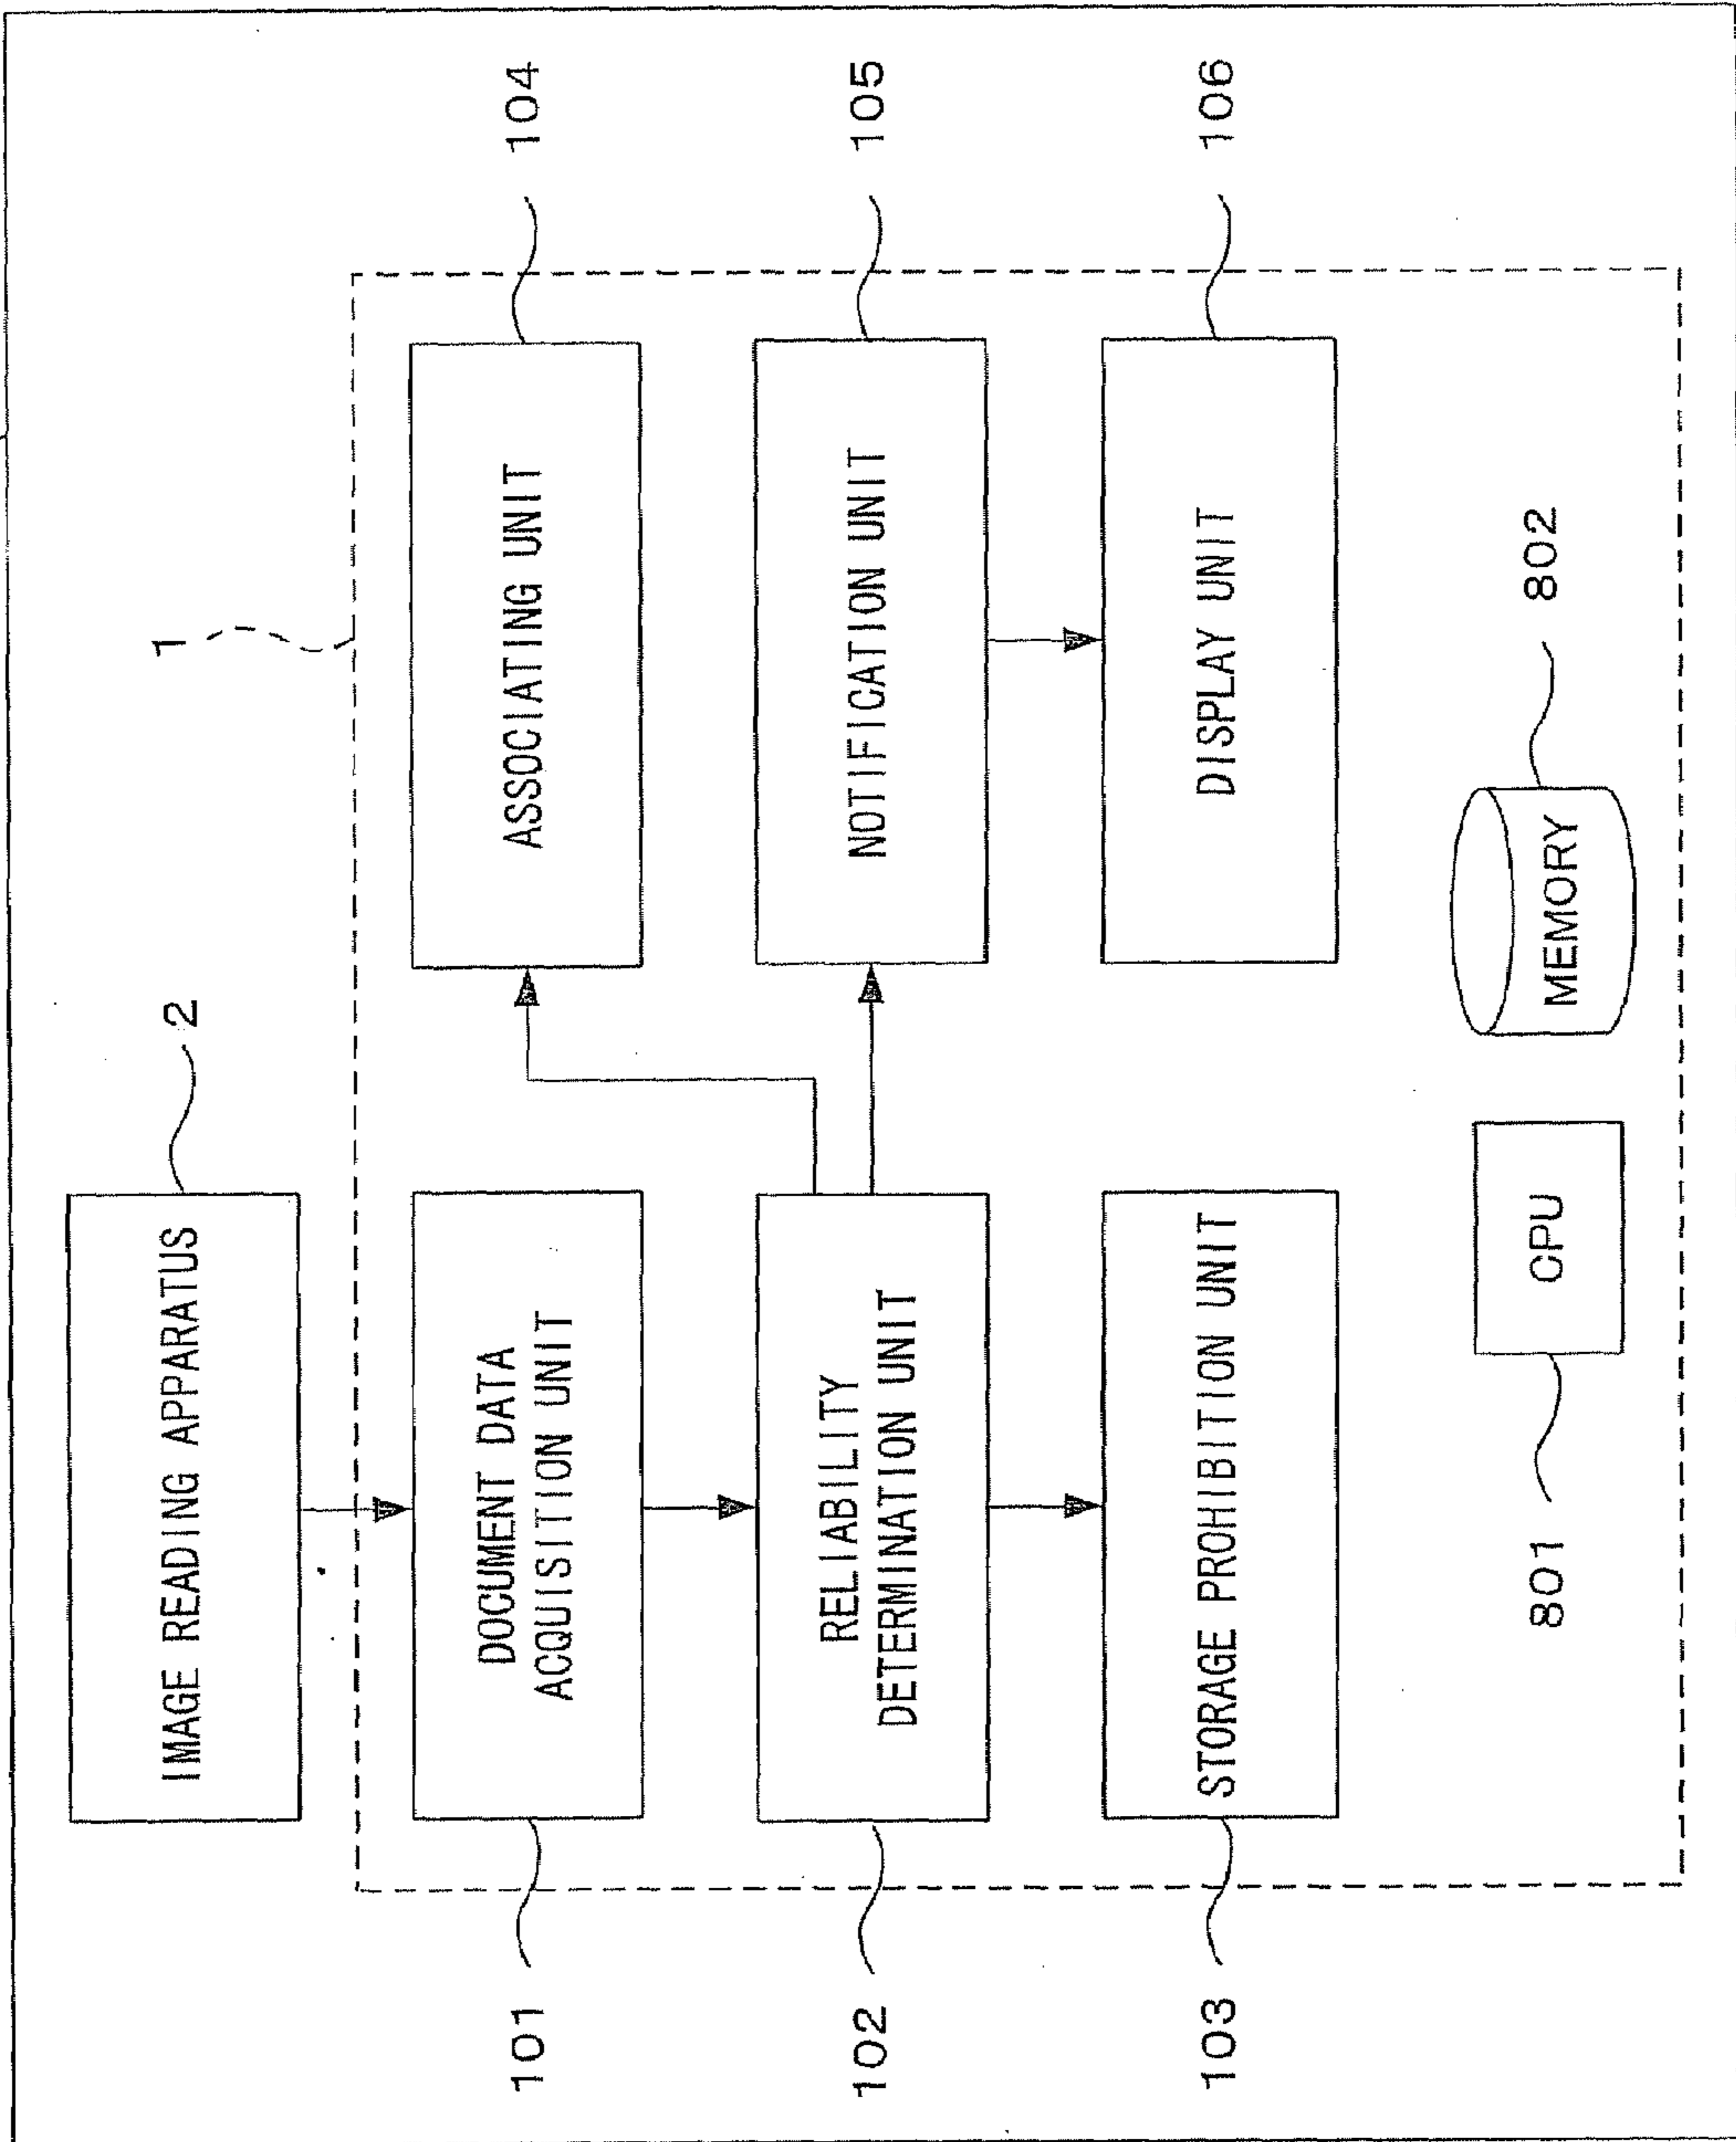 IMAGE READING APPARATUS
2
1
101
DOCUMENT DATA
ACQUISITION UNIT
ASSOCIATING UNIT
104
102
RELIABILITY
DETERMINATION UNIT
NOTIFICATION UNIT
105
103
STORAGE PROHIBITION UNIT
DISPLAY UNIT
106
801
CPU
MEMORY
802